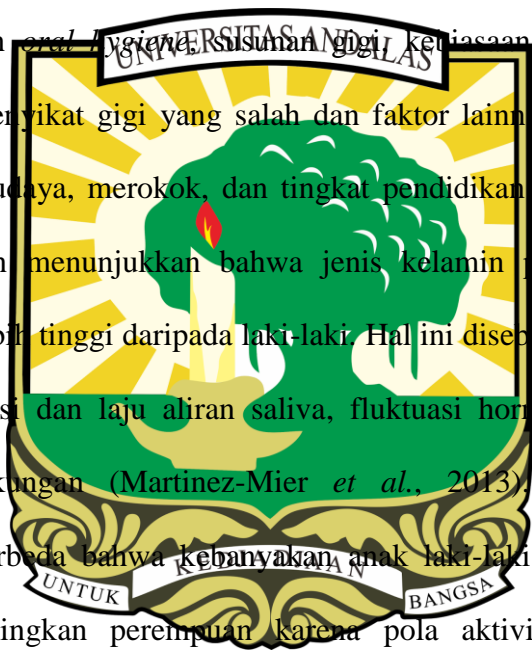 n oral hygiene, susunan gigi, kebiasaan
UNIVERSITAS ANDALAS
enyikat gigi yang salah dan faktor lainn
udaya, merokok, dan tingkat pendidikan
n menunjukkan bahwa jenis kelamin p
bih tinggi daripada laki-laki. Hal ini diseb
si dan laju aliran saliva, fluktuasi hor
kungan (Martinez-Mier et al., 2013)
rbeda bahwa kebanyakan anak laki-laki
UNTUK KEDJAJAAN BANGSA
ingkan perempuan karena pola aktivi